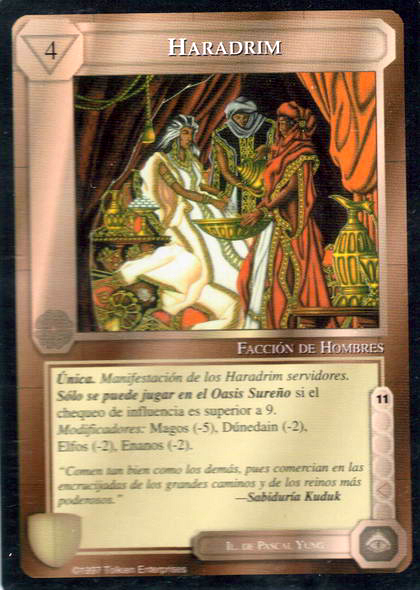 4
HARADRIM
FACCIÓN DE HOMBRES
Única. Manifestación de los Haradrim servidores.
Sólo se puede jugar en el Oasis Sureño si el
chequeo de influencia es superior a 9.
Modificadores: Magos (-5), Dúnedain (-2),
Elfos (-2), Enanos (-2).
11
“Comen tan bien como los demás, pues comercian en las
encrucijadas de los grandes caminos y de los reinos más
poderosos.” —Sabiduría Kuduk
IL. DE PASCAL YUNG
©1997 Tolkien Enterprises